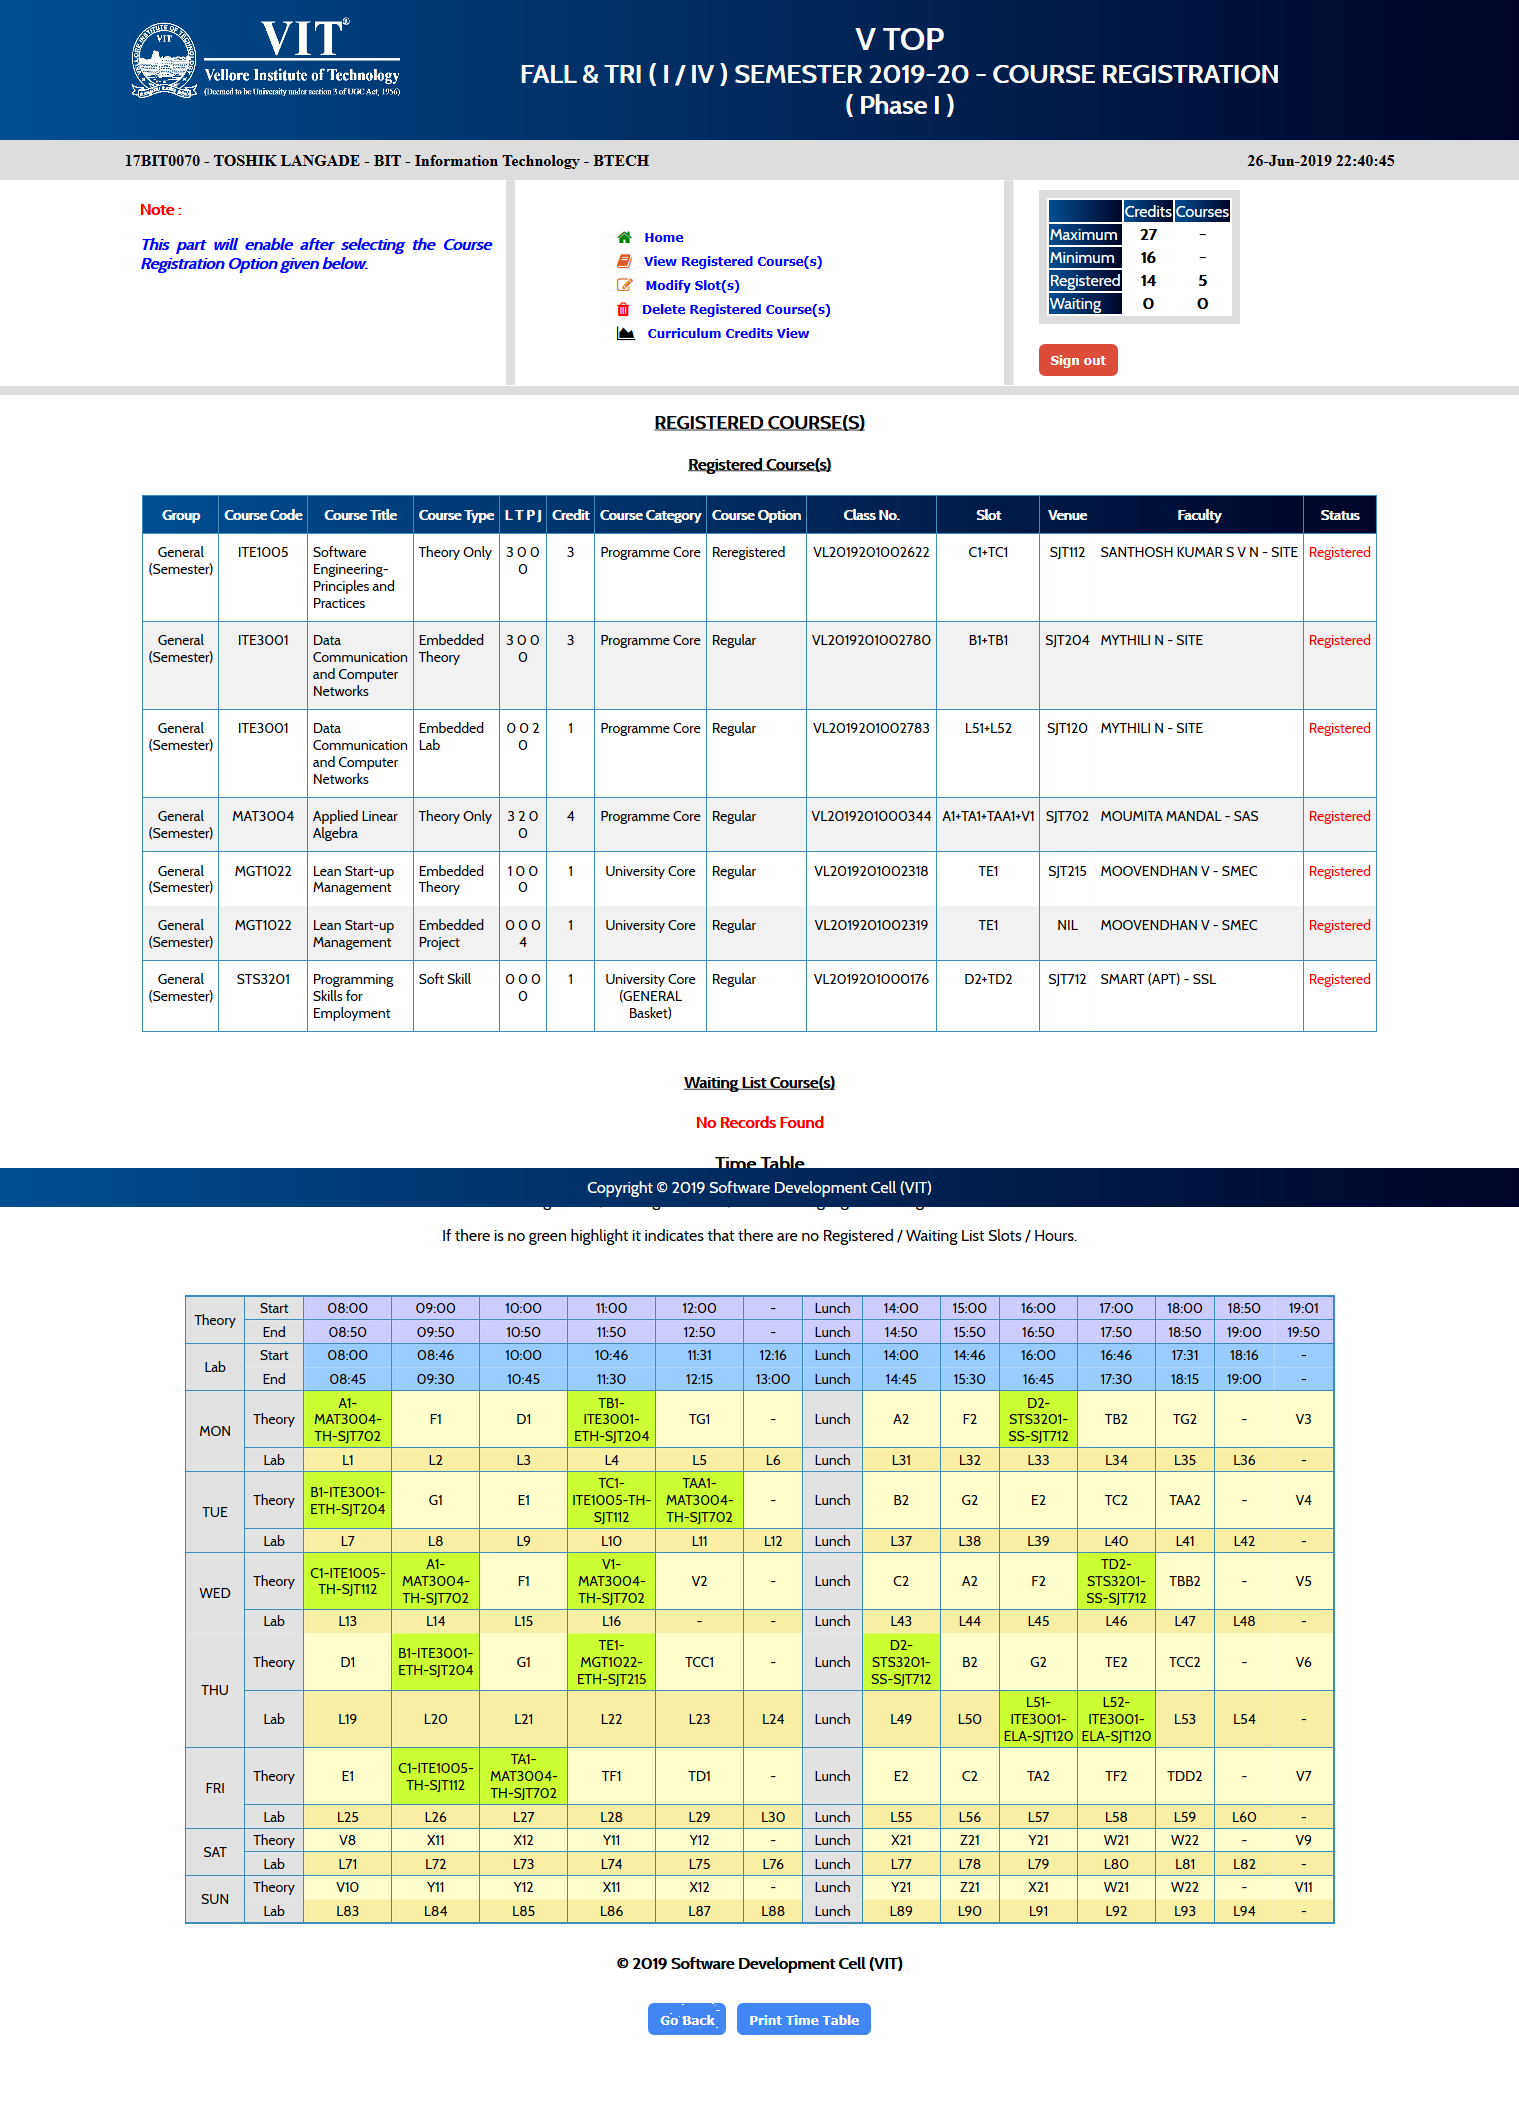 VIT®
Vellore Institute of Technology
(Deemed to be University under section 3 of UGC Act, 1956)
V TOP
FALL & TRI ( I / IV ) SEMESTER 2019-20 - COURSE REGISTRATION
( Phase I )
17BIT0070 - TOSHIK LANGADE - BIT - Information Technology - BTECH 26-Jun-2019 22:40:45
Note :
This part will enable after selecting the Course
Registration Option given below.
Home
View Registered Course(s)
Modify Slot(s)
Delete Registered Course(s)
Curriculum Credits View
Credits Courses
Maximum 27 -
Minimum 16 -
Registered 14 5
Waiting 0 0
Sign out
REGISTERED COURSE(S)
Registered Course(s)
Group Course Code Course Title Course Type L T P J Credit Course Category Course Option Class No. Slot Venue Faculty Status
General (Semester) ITE1005 Software Engineering- Principles and Practices Theory Only 3 0 0 0 3 Programme Core Reregistered VL2019201002622 C1+TC1 SJT112 SANTHOSH KUMAR S V N - SITE Registered
General (Semester) ITE3001 Data Communication and Computer Networks Embedded Theory 3 0 0 0 3 Programme Core Regular VL2019201002780 B1+TB1 SJT204 MYTHILI N - SITE Registered
General (Semester) ITE3001 Data Communication and Computer Networks Embedded Lab 0 0 2 0 1 Programme Core Regular VL2019201002783 L51+L52 SJT120 MYTHILI N - SITE Registered
General (Semester) MAT3004 Applied Linear Algebra Theory Only 3 2 0 0 4 Programme Core Regular VL2019201000344 A1+TA1+TAA1+V1 SJT702 MOUMITA MANDAL - SAS Registered
General (Semester) MGT1022 Lean Start-up Management Embedded Theory 1 0 0 0 1 University Core Regular VL2019201002318 TE1 SJT215 MOOVENDHAN V - SMEC Registered
General (Semester) MGT1022 Lean Start-up Management Embedded Project 0 0 0 4 1 University Core Regular VL2019201002319 TE1 NIL MOOVENDHAN V - SMEC Registered
General (Semester) STS3201 Programming Skills for Employment Soft Skill 0 0 0 0 1 University Core (GENERAL Basket) Regular VL2019201000176 D2+TD2 SJT712 SMART (APT) - SSL Registered
Waiting List Course(s)
No Records Found
Time Table
Copyright © 2019 Software Development Cell (VIT)
If there is no green highlight it indicates that there are no Registered / Waiting List Slots / Hours.
Theory Start 08:00 09:00 10:00 11:00 12:00 - Lunch 14:00 15:00 16:00 17:00 18:00 18:50 19:01
End 08:50 09:50 10:50 11:50 12:50 - Lunch 14:50 15:50 16:50 17:50 18:50 19:00 19:50
Lab Start 08:00 08:46 10:00 10:46 11:31 12:16 Lunch 14:00 14:46 16:00 16:46 17:31 18:16 -
End 08:45 09:30 10:45 11:30 12:15 13:00 Lunch 14:45 15:30 16:45 17:30 18:15 19:00 -
MON Theory A1-MAT3004-TH-SJT702 F1 D1 TB1-ITE3001-ETH-SJT204 TG1 - Lunch A2 F2 D2-STS3201-SS-SJT712 TB2 TG2 - V3
Lab L1 L2 L3 L4 L5 L6 Lunch L31 L32 L33 L34 L35 L36 -
TUE Theory B1-ITE3001-ETH-SJT204 G1 E1 TC1-ITE1005-TH-SJT112 TAA1-MAT3004-TH-SJT702 - Lunch B2 G2 E2 TC2 TAA2 - V4
Lab L7 L8 L9 L10 L11 L12 Lunch L37 L38 L39 L40 L41 L42 -
WED Theory C1-ITE1005-TH-SJT112 A1-MAT3004-TH-SJT702 F1 V1-MAT3004-TH-SJT702 V2 - Lunch C2 A2 F2 TD2-STS3201-SS-SJT712 TBB2 - V5
Lab L13 L14 L15 L16 - - Lunch L43 L44 L45 L46 L47 L48 -
THU Theory D1 B1-ITE3001-ETH-SJT204 G1 TE1-MGT1022-ETH-SJT215 TCC1 - Lunch D2-STS3201-SS-SJT712 B2 G2 TE2 TCC2 - V6
Lab L19 L20 L21 L22 L23 L24 Lunch L49 L50 L51-ITE3001-ELA-SJT120 L52-ITE3001-ELA-SJT120 L53 L54 -
FRI Theory E1 C1-ITE1005-TH-SJT112 TA1-MAT3004-TH-SJT702 TF1 TD1 - Lunch E2 C2 TA2 TF2 TDD2 - V7
Lab L25 L26 L27 L28 L29 L30 Lunch L55 L56 L57 L58 L59 L60 -
SAT Theory V8 X11 X12 Y11 Y12 - Lunch X21 Z21 Y21 W21 W22 - V9
Lab L71 L72 L73 L74 L75 L76 Lunch L77 L78 L79 L80 L81 L82 -
SUN Theory V10 Y11 Y12 X11 X12 - Lunch Y21 Z21 X21 W21 W22 - V11
Lab L83 L84 L85 L86 L87 L88 Lunch L89 L90 L91 L92 L93 L94 -
© 2019 Software Development Cell (VIT)
Go Back Print Time Table